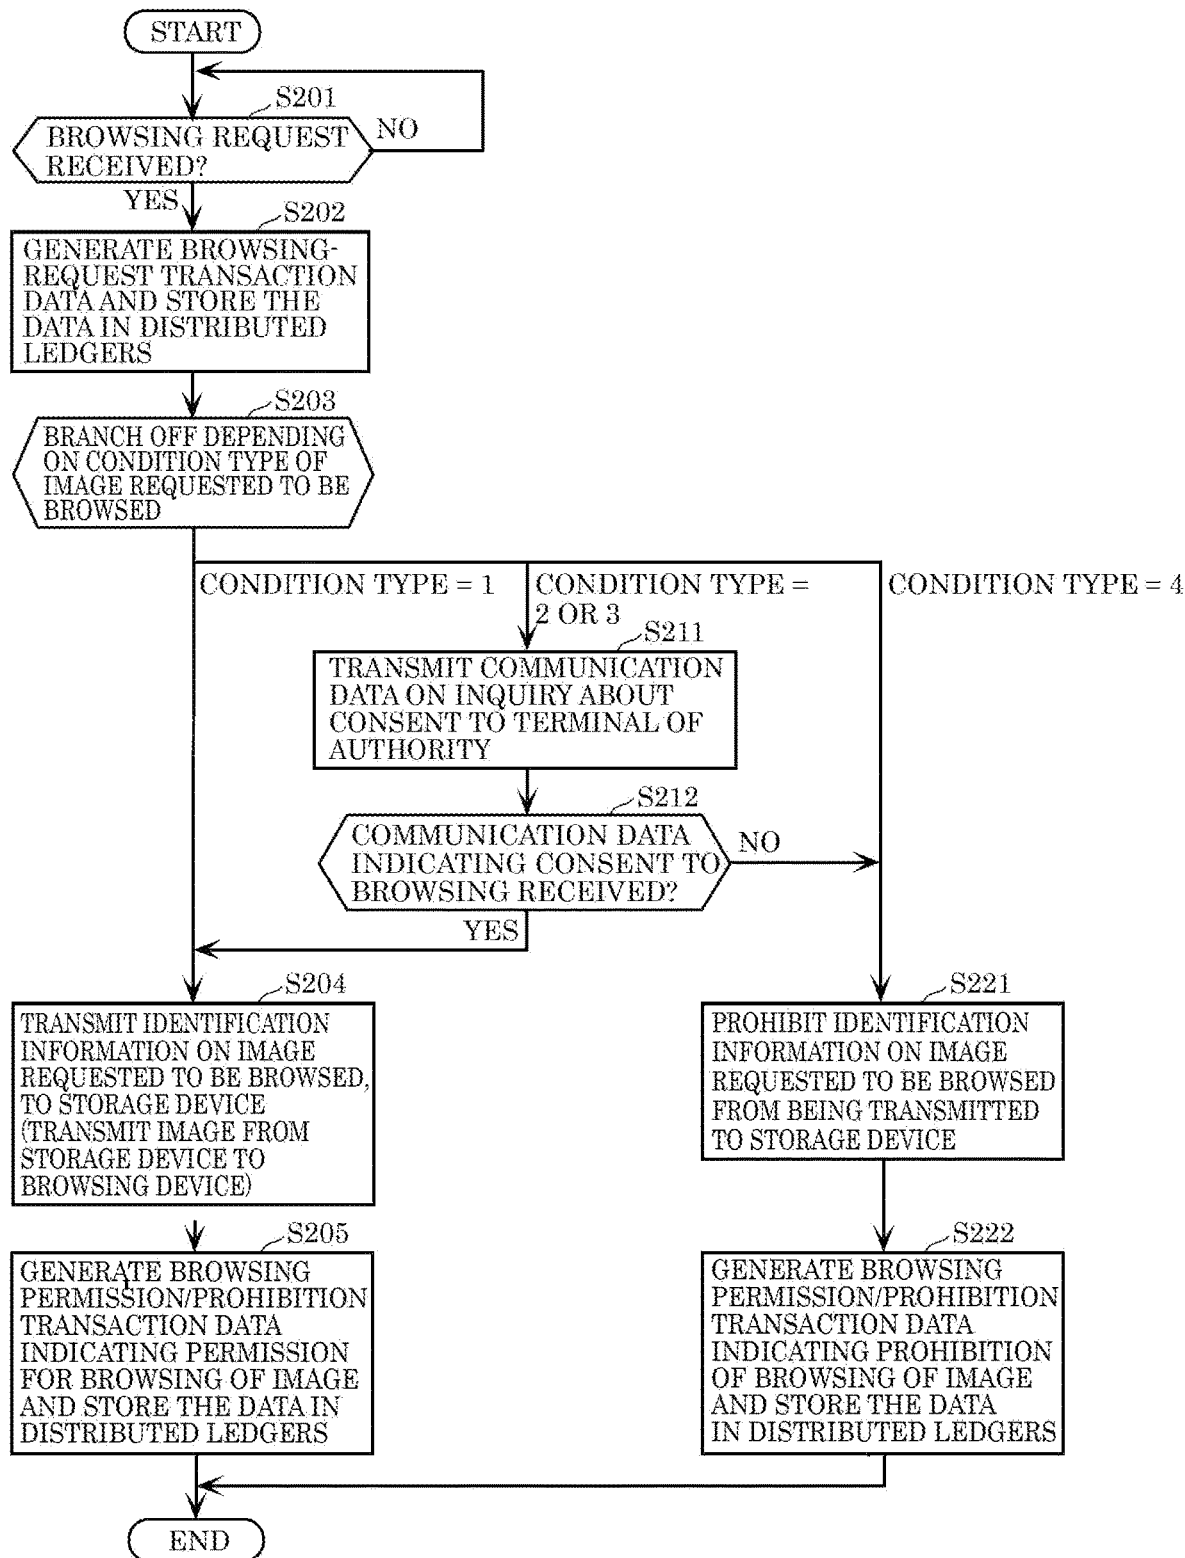 START
S201
BROWSING REQUEST
RECEIVED?
NO
YES
S202
GENERATE BROWSING-
REQUEST TRANSACTION
DATA AND STORE THE
DATA IN DISTRIBUTED
LEDGERS
S203
BRANCH OFF DEPENDING
ON CONDITION TYPE OF
IMAGE REQUESTED TO BE
BROWSED
CONDITION TYPE = 1
CONDITION TYPE =
2 OR 3
CONDITION TYPE = 4
S211
TRANSMIT COMMUNICATION
DATA ON INQUIRY ABOUT
CONSENT TO TERMINAL OF
AUTHORITY
S212
COMMUNICATION DATA
INDICATING CONSENT TO
BROWSING RECEIVED?
NO
YES
S204
TRANSMIT IDENTIFICATION
INFORMATION ON IMAGE
REQUESTED TO BE BROWSED,
TO STORAGE DEVICE
(TRANSMIT IMAGE FROM
STORAGE DEVICE TO
BROWSING DEVICE)
S221
PROHIBIT IDENTIFICATION
INFORMATION ON IMAGE
REQUESTED TO BE BROWSED
FROM BEING TRANSMITTED
TO STORAGE DEVICE
S205
GENERATE BROWSING
PERMISSION/PROHIBITION
TRANSACTION DATA
INDICATING PERMISSION
FOR BROWSING OF IMAGE
AND STORE THE DATA IN
DISTRIBUTED LEDGERS
S222
GENERATE BROWSING
PERMISSION/PROHIBITION
TRANSACTION DATA
INDICATING PROHIBITION
OF BROWSING OF IMAGE
AND STORE THE DATA
IN DISTRIBUTED LEDGERS
END